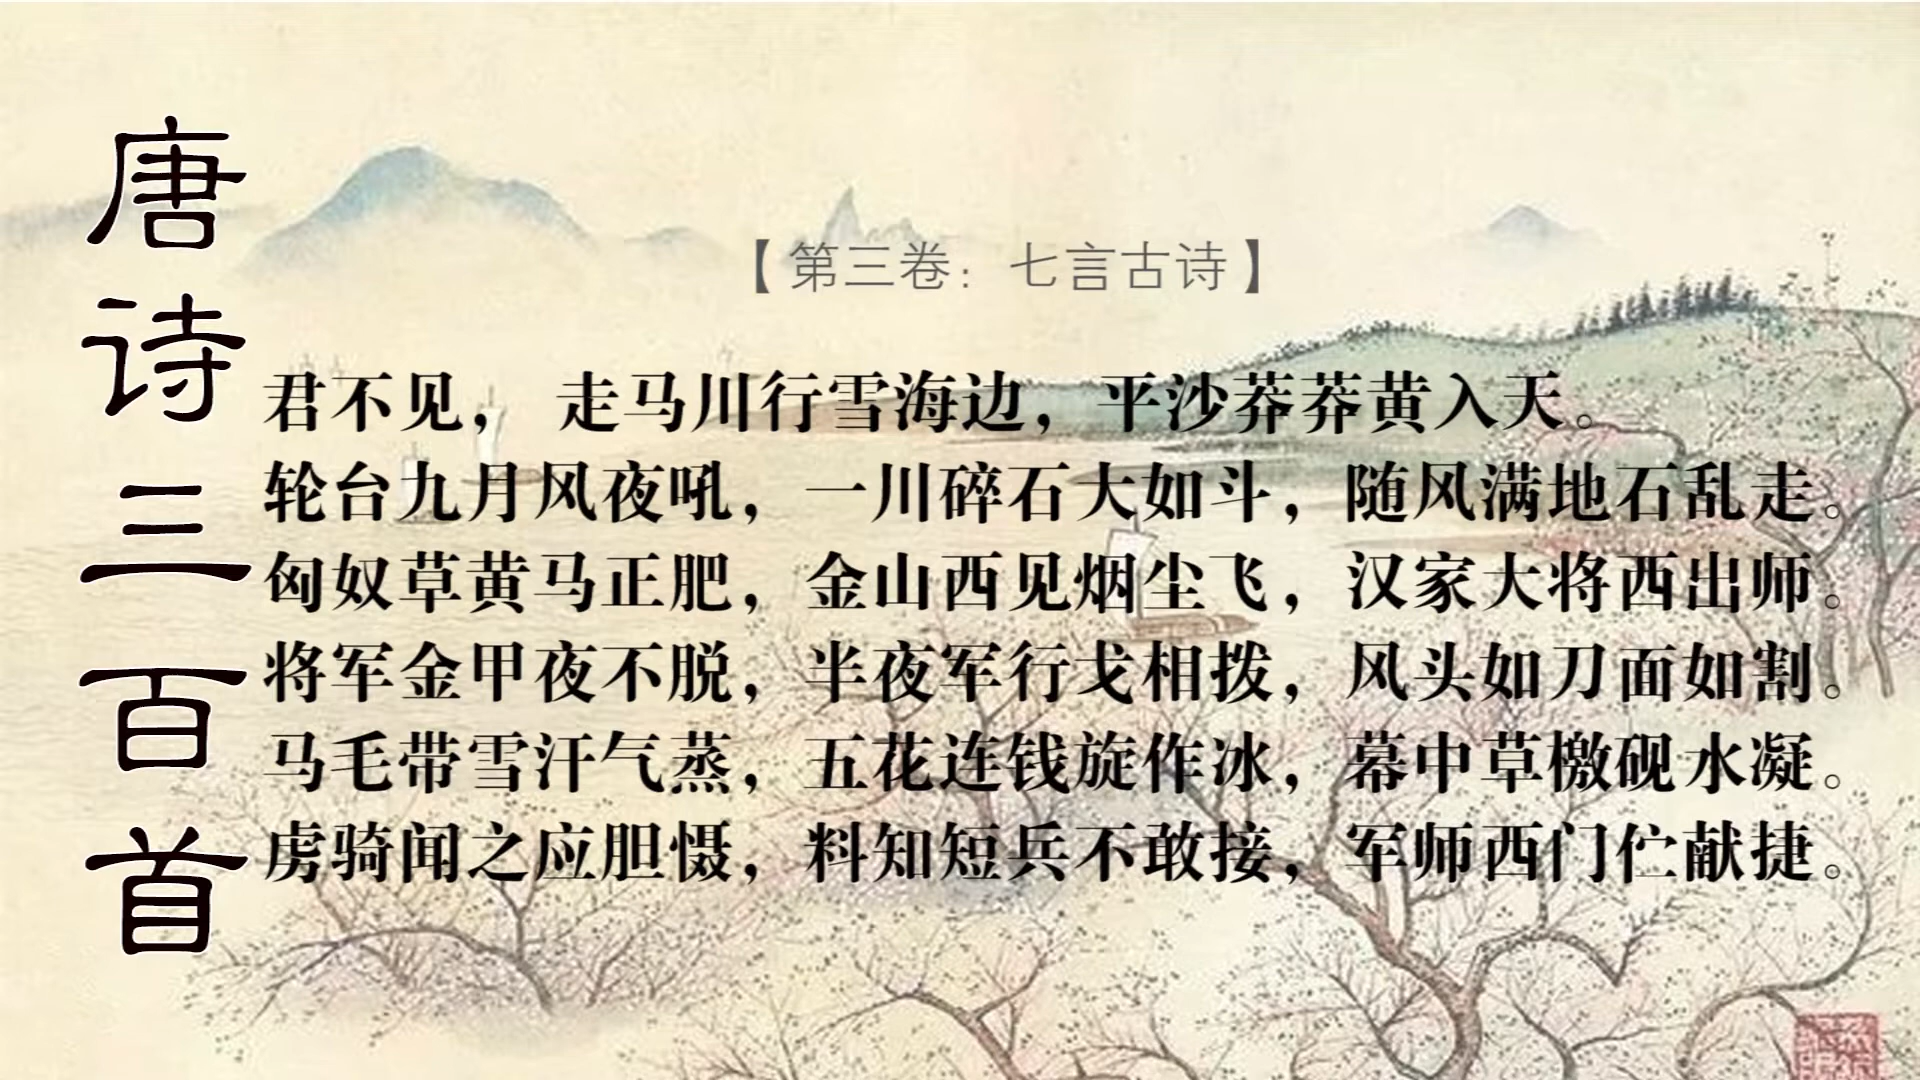 唐诗三百首
【第三卷：七言古诗】
君不见，走马川行雪海边，平沙莽莽黄入天。
轮台九月风夜吼，一川碎石大如斗，随风满地石乱走。
匈奴草黄马正肥，金山西见烟尘飞，汉家大将西出师。
将军金甲夜不脱，半夜军行戈相拨，风头如刀面如割。
马毛带雪汗气蒸，五花连钱旋作冰，幕中草檄砚水凝。
虏骑闻之应胆慑，料知短兵不敢接，军师西门伫献捷。